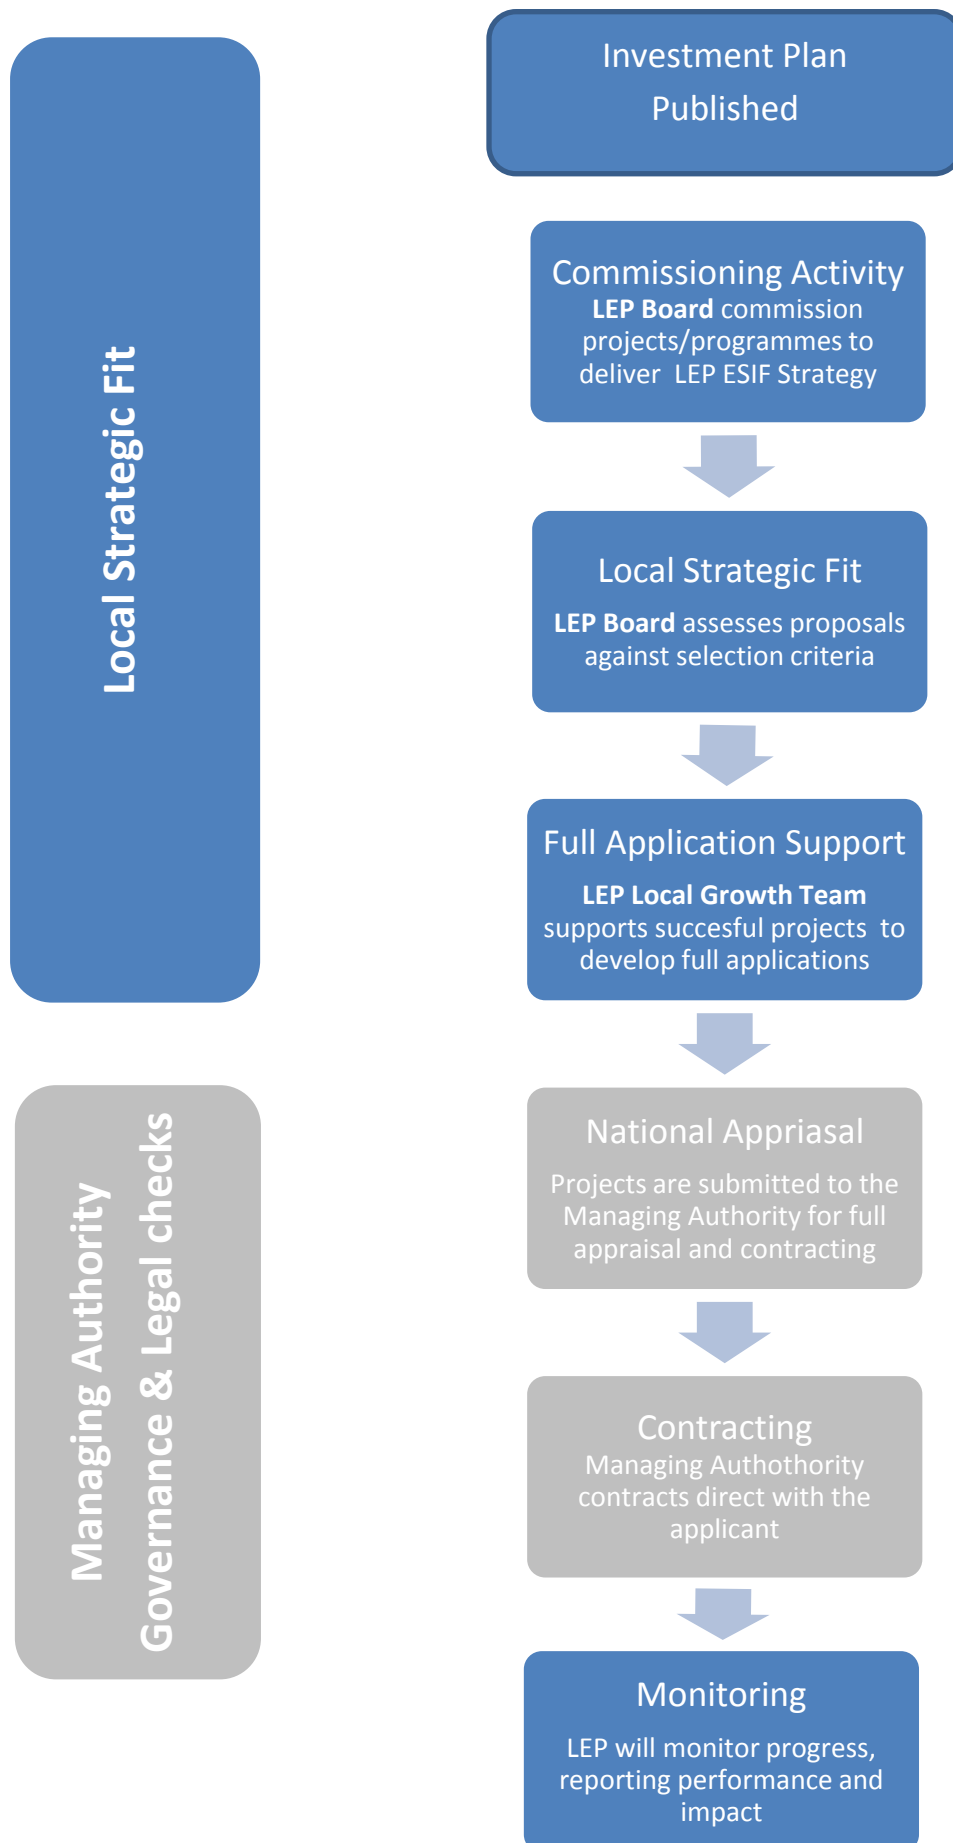 Local Strategic Fit
Investment Plan
Published
Commissioning Activity
LEP Board commission
projects/programmes to
deliver LEP ESIF Strategy
Local Strategic Fit
LEP Board assesses proposals
against selection criteria
Full Application Support
LEP Local Growth Team
supports succesful projects to
develop full applications
Managing Authority
Governance & Legal checks
National Appriasal
Projects are submitted to the
Managing Authority for full
appraisal and contracting
Contracting
Managing Authothority
contracts direct with the
applicant
Monitoring
LEP will monitor progress,
reporting performance and
impact